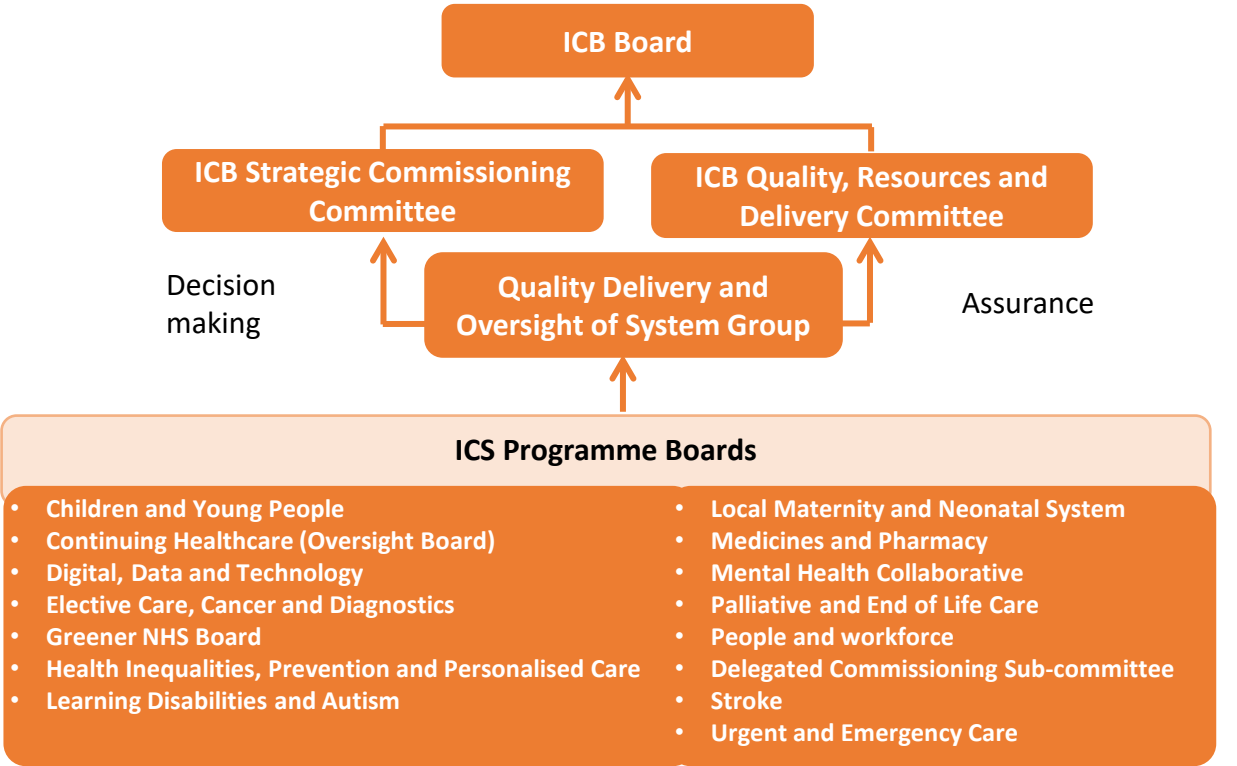 ICB Board
ICB Strategic Commissioning
Committee
ICB Quality, Resources and
Delivery Committee
Decision
making
Quality Delivery and
Oversight of System Group
Assurance
ICS Programme Boards
• Children and Young People
• Continuing Healthcare (Oversight Board)
• Digital, Data and Technology
• Elective Care, Cancer and Diagnostics
• Greener NHS Board
• Health Inequalities, Prevention and Personalised Care
• Learning Disabilities and Autism
• Local Maternity and Neonatal System
• Medicines and Pharmacy
• Mental Health Collaborative
• Palliative and End of Life Care
• People and workforce
• Delegated Commissioning Sub-committee
• Stroke
• Urgent and Emergency Care